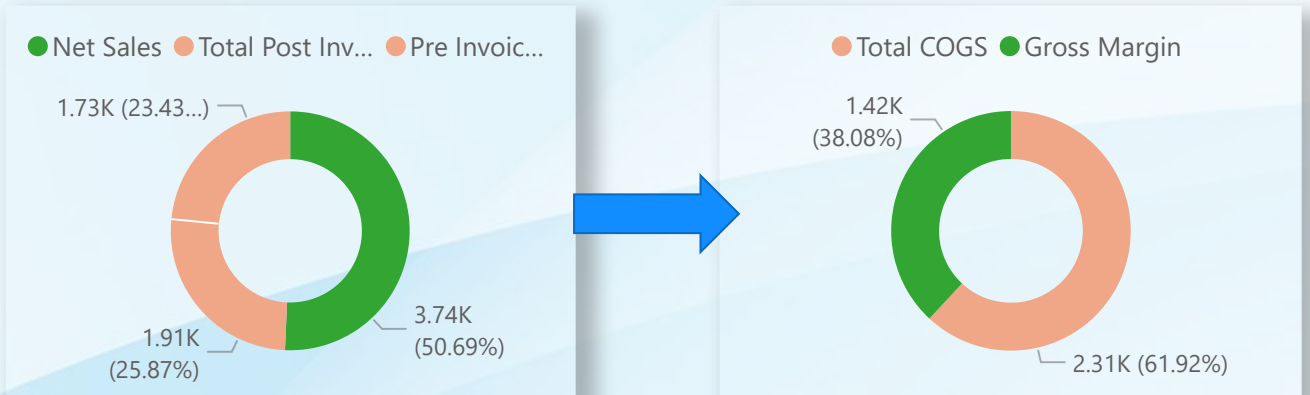 Net Sales Total Post Inv... Pre Invoic...
1.73K (23.43...)
3.74K
(50.69%)
1.91K
(25.87%)
Total COGS Gross Margin
1.42K
(38.08%)
2.31K (61.92%)